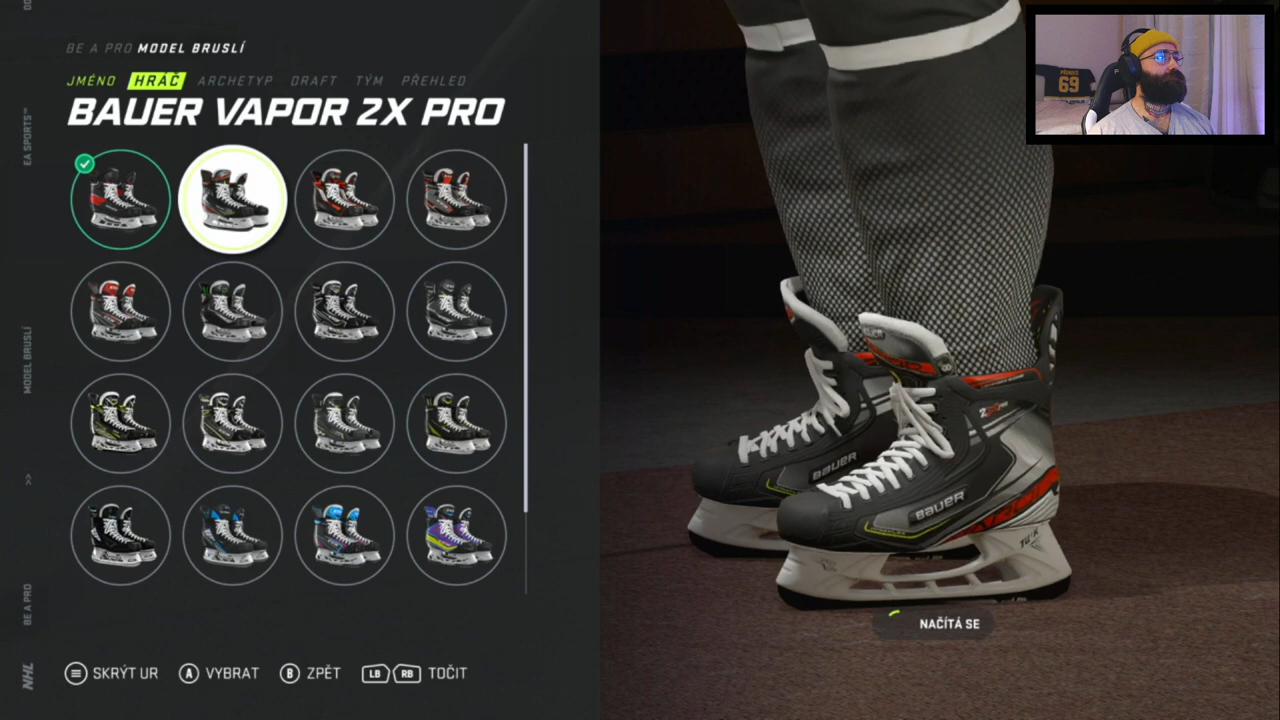 BE A PRO MODEL BRUSLÍ
JMÉNO HRÁČ ARCHETYP DRAFT TÝM PŘEHLED
BAUER VAPOR 2X PRO
EA SPORTS™
MODEL BRUSLÍ
>>
BE A PRO
NHL
SKRÝT UR
A VYBRAT
B ZPĚT
LB RB TOČIT
BAUER
BAUER
NAČÍTÁ SE
69